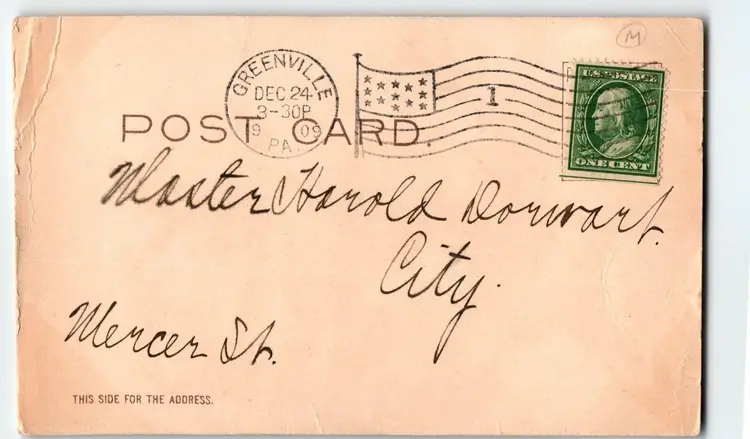 M
GREENVILLE
DEC 24
3-30P
19 09
PA.
1
U.S. POSTAGE
ONE CENT
POST CARD.
Master Harold Dorwart.
City.
Mercer St.
THIS SIDE FOR THE ADDRESS.